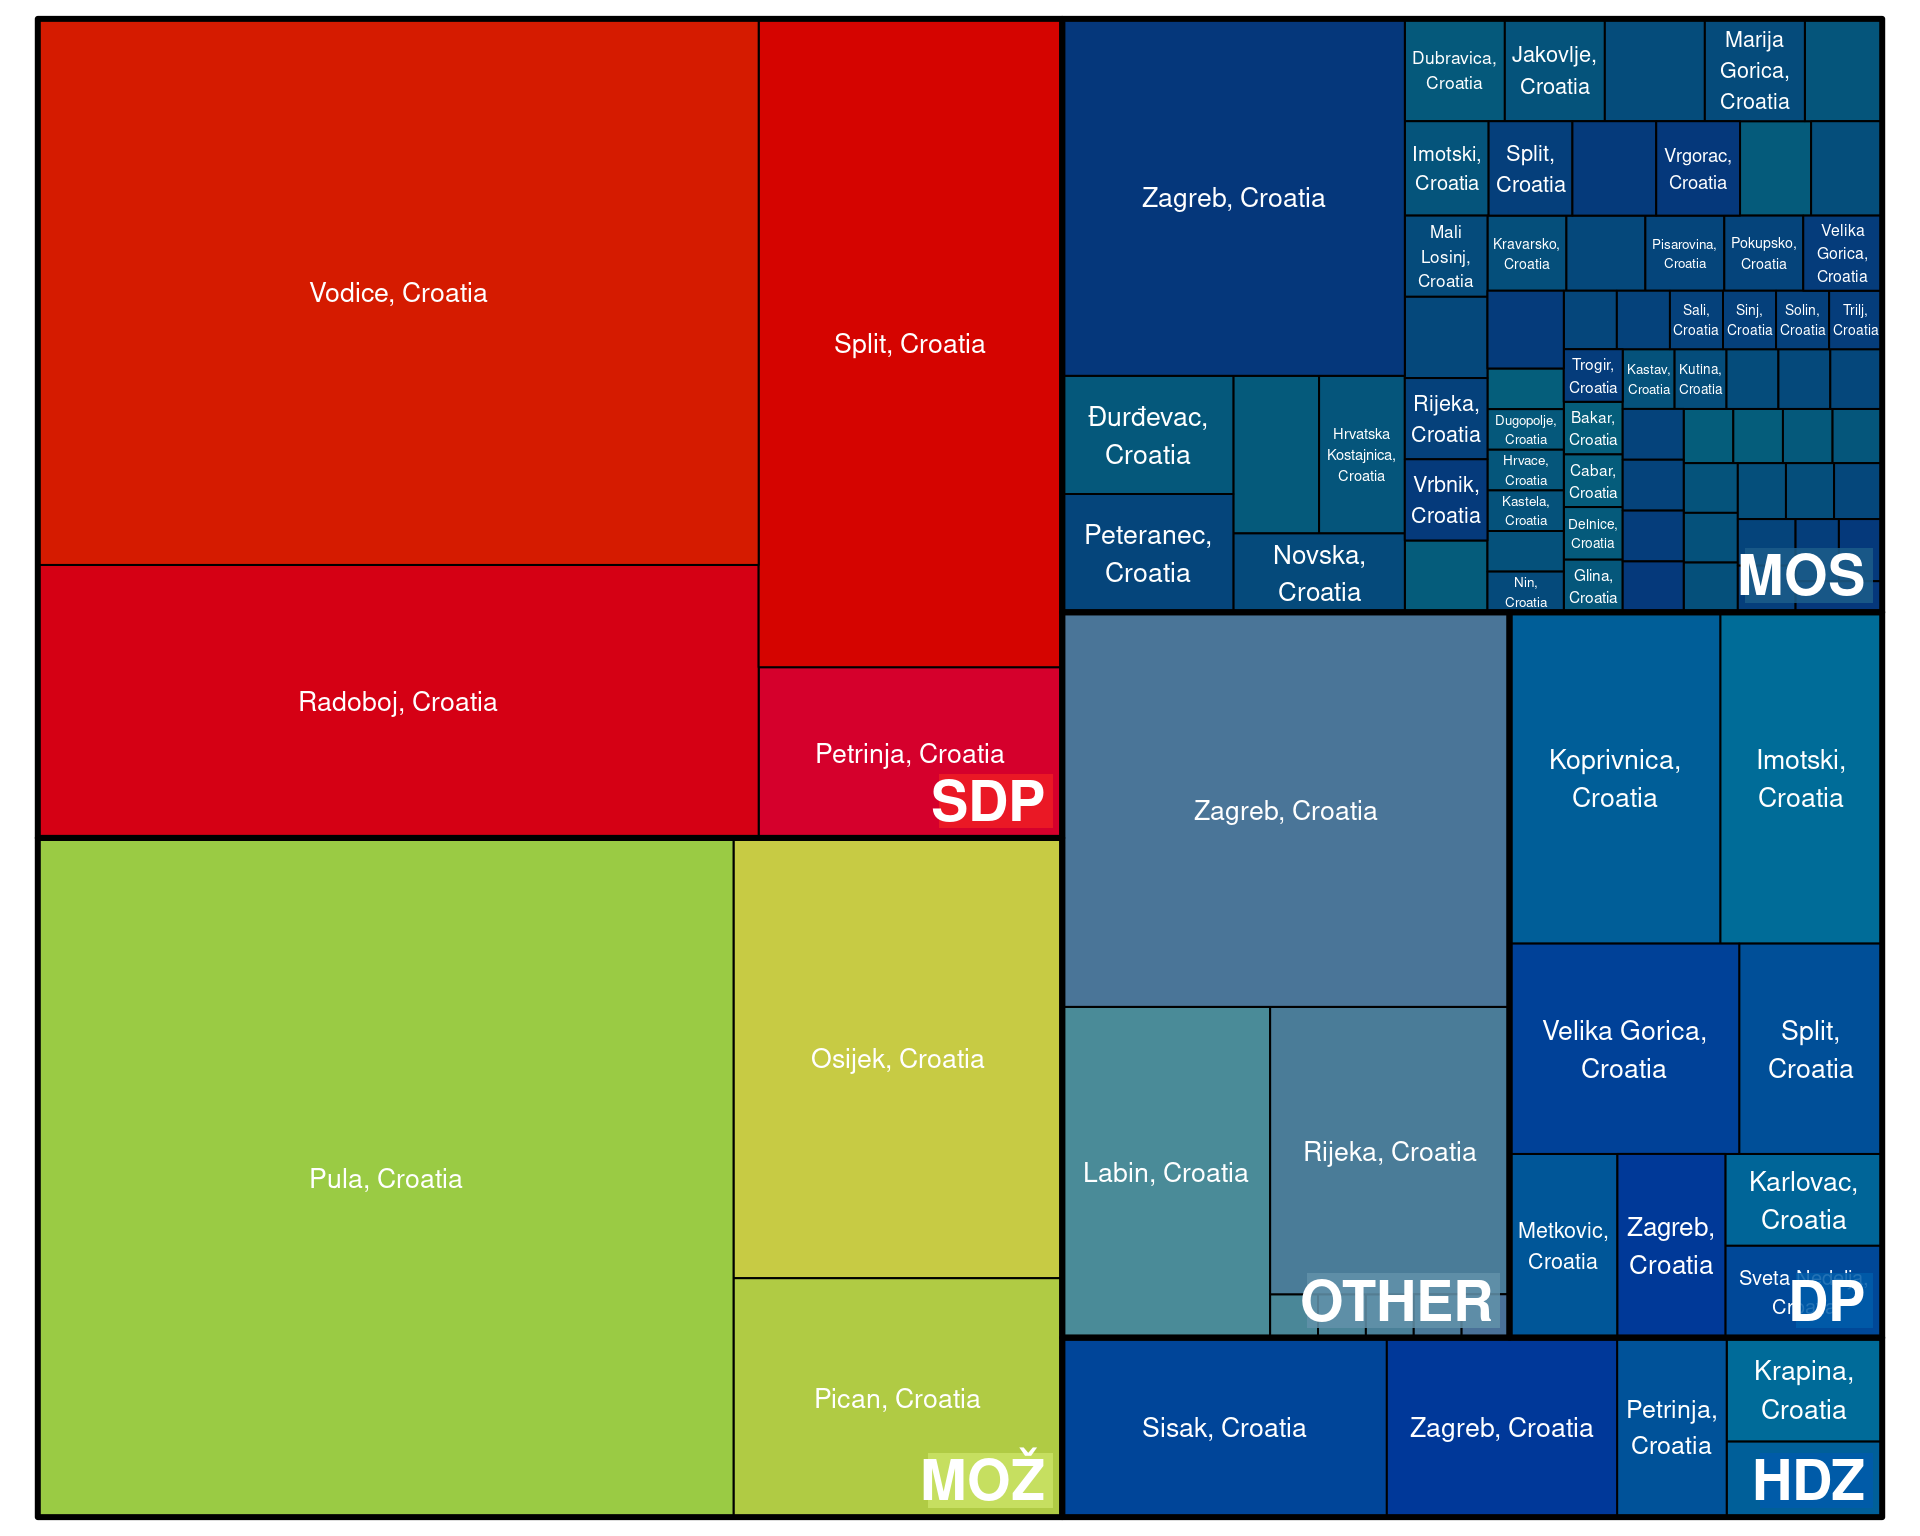 Vodice, Croatia
Split, Croatia
Radoboj, Croatia
Petrinja, Croatia
SDP
Pula, Croatia
Osijek, Croatia
Pican, Croatia
MOŽ
Zagreb, Croatia
Đurđevac,
Croatia
Peteranec,
Croatia
Hrvatska
Kostajnica,
Croatia
Novska,
Croatia
Dubravica,
Croatia
Jakovlje,
Croatia
Marija
Gorica,
Croatia
Imotski,
Croatia
Split,
Croatia
Vrgorac,
Croatia
Mali
Losinj,
Croatia
Kravarsko,
Croatia
Pisarovina,
Croatia
Pokupsko,
Croatia
Velika
Gorica,
Croatia
Sali,
Croatia
Sinj,
Croatia
Solin,
Croatia
Trilj,
Croatia
Rijeka,
Croatia
Vrbnik,
Croatia
Dugopolje,
Croatia
Hrvace,
Croatia
Kastela,
Croatia
Nin,
Croatia
Trogir,
Croatia
Kastav,
Croatia
Kutina,
Croatia
Bakar,
Croatia
Cabar,
Croatia
Delnice,
Croatia
Glina,
Croatia
MOS
Zagreb, Croatia
Labin, Croatia
Rijeka, Croatia
OTHER
Koprivnica,
Croatia
Imotski,
Croatia
Velika Gorica,
Croatia
Split,
Croatia
Metkovic,
Croatia
Zagreb,
Croatia
Karlovac,
Croatia
Sveta Nedelja,
Croatia
DP
Sisak, Croatia
Zagreb, Croatia
Petrinja,
Croatia
Krapina,
Croatia
HDZ